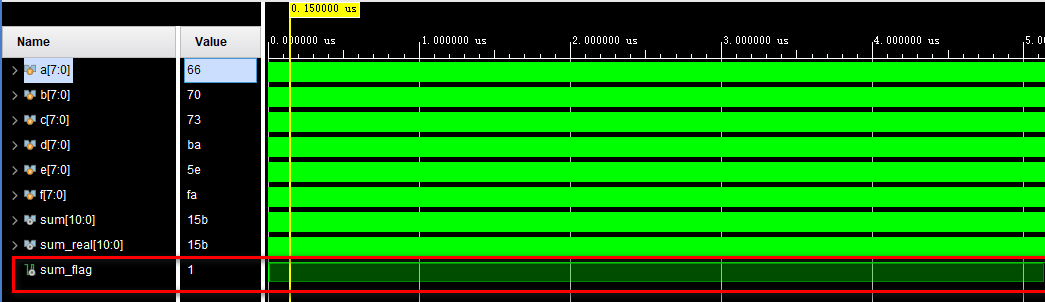 0.150000 us
Name Value
0.000000 us 1.000000 us 2.000000 us 3.000000 us 4.000000 us 5.0
a[7:0] 66
b[7:0] 70
c[7:0] 73
d[7:0] ba
e[7:0] 5e
f[7:0] fa
sum[10:0] 15b
sum_real[10:0] 15b
sum_flag 1